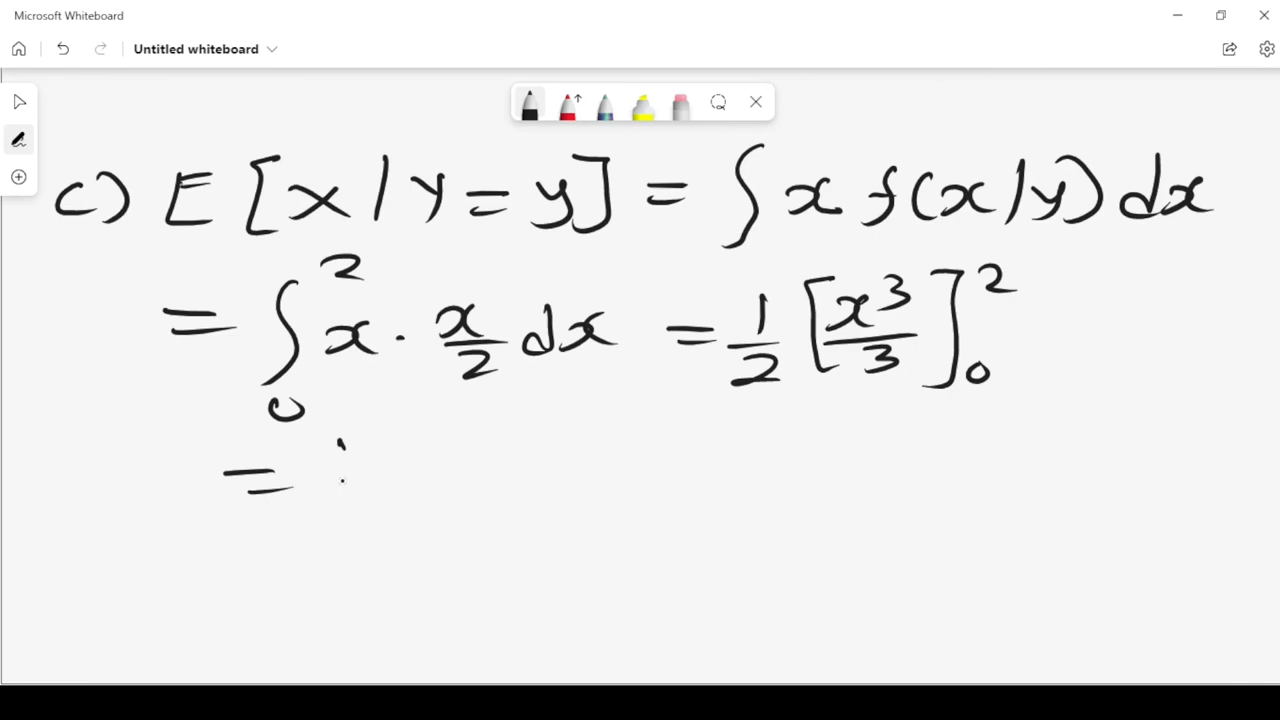 Microsoft Whiteboard
Untitled whiteboard
c) E[X/Y=y] = ∫ x f(x/y) dx
= ∫₀² x · x/2 dx = 1/2 [x³/3]₀²
=